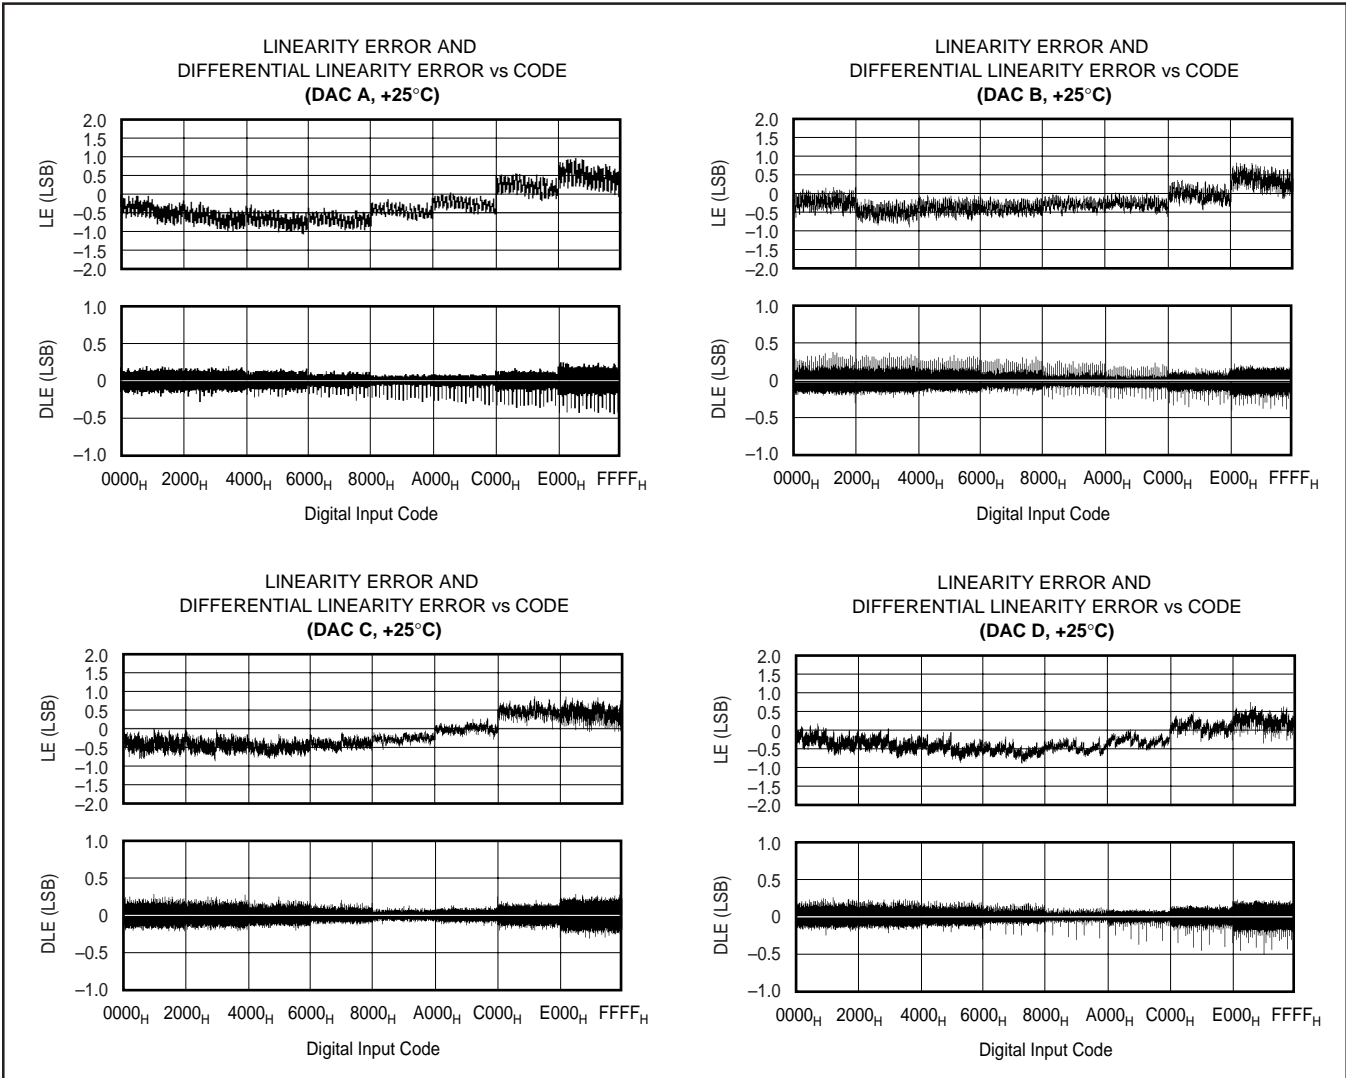 LINEARITY ERROR AND
DIFFERENTIAL LINEARITY ERROR vs CODE
(DAC A, +25°C)
2.0
1.5
1.0
0.5
0
–0.5
–1.0
–1.5
–2.0
LE (LSB)
1.0
0.5
0
–0.5
–1.0
DLE (LSB)
0000H 2000H 4000H 6000H 8000H A000H C000H E000H FFFFH
Digital Input Code
LINEARITY ERROR AND
DIFFERENTIAL LINEARITY ERROR vs CODE
(DAC B, +25°C)
2.0
1.5
1.0
0.5
0
–0.5
–1.0
–1.5
–2.0
LE (LSB)
1.0
0.5
0
–0.5
–1.0
DLE (LSB)
0000H 2000H 4000H 6000H 8000H A000H C000H E000H FFFFH
Digital Input Code
LINEARITY ERROR AND
DIFFERENTIAL LINEARITY ERROR vs CODE
(DAC C, +25°C)
2.0
1.5
1.0
0.5
0
–0.5
–1.0
–1.5
–2.0
LE (LSB)
1.0
0.5
0
–0.5
–1.0
DLE (LSB)
0000H 2000H 4000H 6000H 8000H A000H C000H E000H FFFFH
Digital Input Code
LINEARITY ERROR AND
DIFFERENTIAL LINEARITY ERROR vs CODE
(DAC D, +25°C)
2.0
1.5
1.0
0.5
0
–0.5
–1.0
–1.5
–2.0
LE (LSB)
1.0
0.5
0
–0.5
–1.0
DLE (LSB)
0000H 2000H 4000H 6000H 8000H A000H C000H E000H FFFFH
Digital Input Code